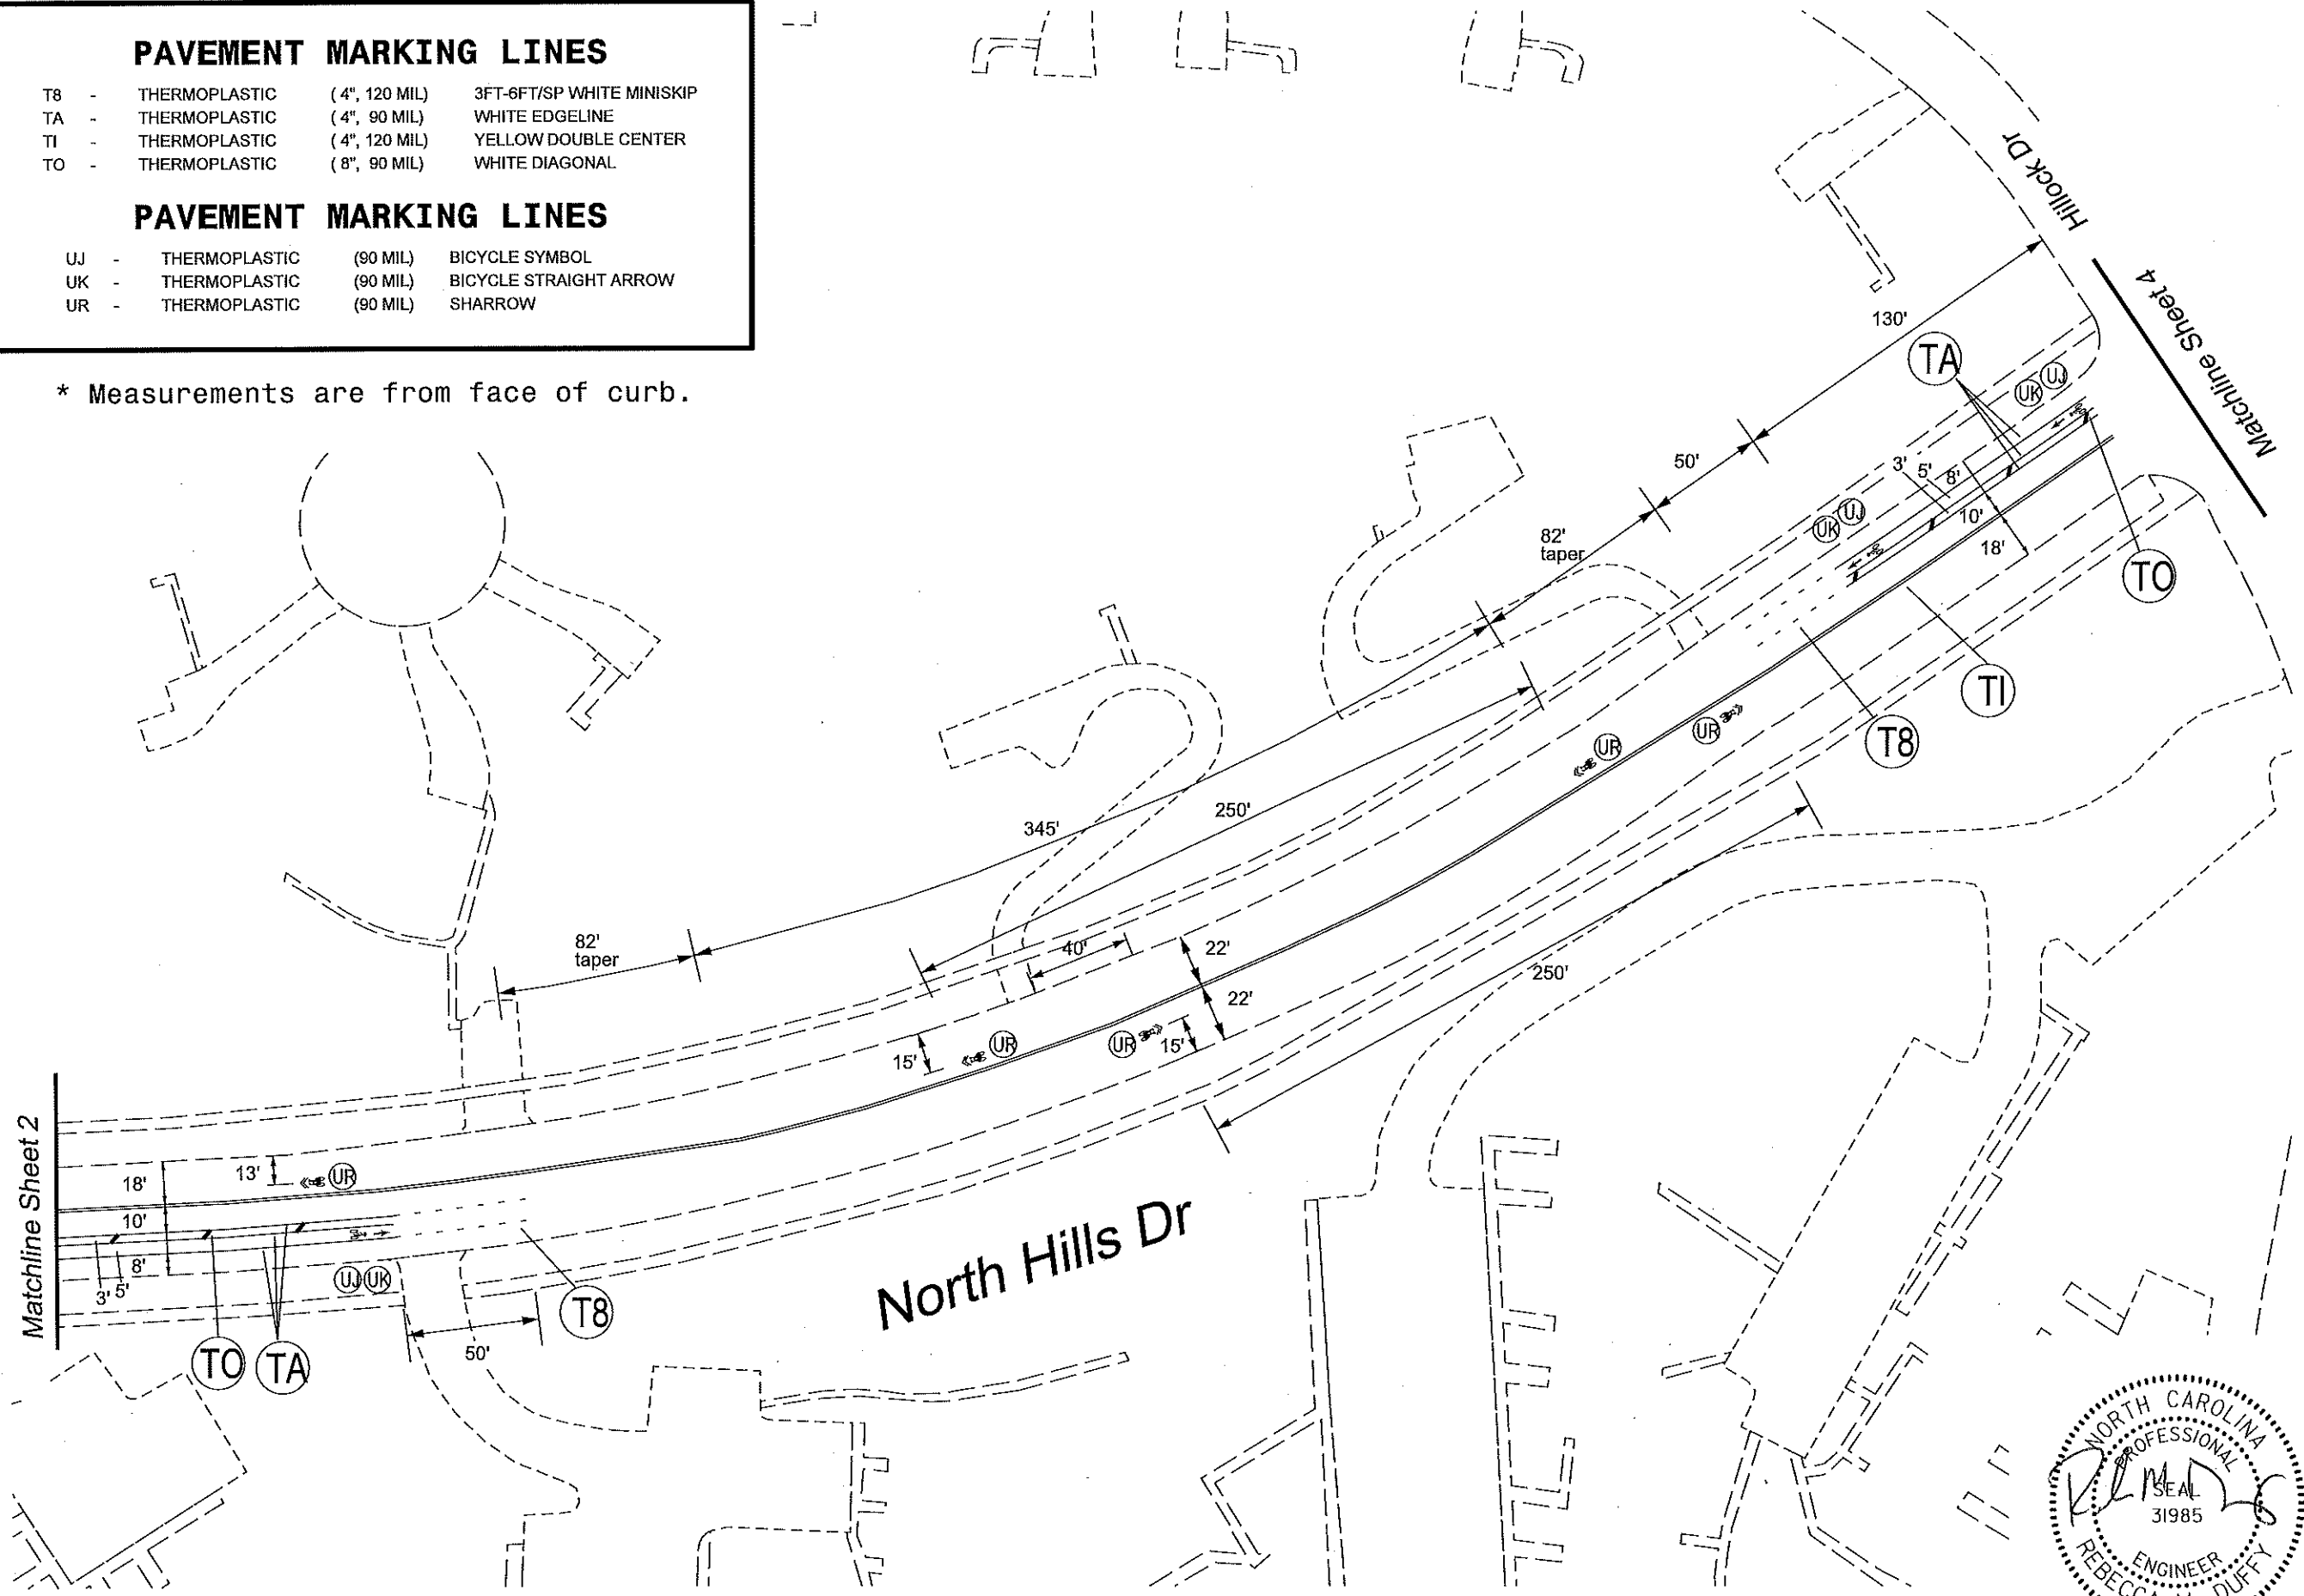 PAVEMENT MARKING LINES
T8 - THERMOPLASTIC (4", 120 MIL) 3FT-6FT/SP WHITE MINISKIP
TA - THERMOPLASTIC (4", 90 MIL) WHITE EDGELINE
TI - THERMOPLASTIC (4", 120 MIL) YELLOW DOUBLE CENTER
TO - THERMOPLASTIC (8", 90 MIL) WHITE DIAGONAL
PAVEMENT MARKING LINES
UJ - THERMOPLASTIC (90 MIL) BICYCLE SYMBOL
UK - THERMOPLASTIC (90 MIL) BICYCLE STRAIGHT ARROW
UR - THERMOPLASTIC (90 MIL) SHARROW
* Measurements are from face of curb.
Hillock Dr
Matchline Sheet 4
130'
TA
UK UJ
50'
3' 5' 8'
10'
18'
UK UJ
82'
taper
TO
TI
T8
UR
UR
250'
345'
82'
taper
40'
22'
22'
250'
15'
UR
UR
15'
Matchline Sheet 2
18'
13'
UR
10'
8'
3' 5'
UJ UK
T8
TO TA
50'
North Hills Dr
NORTH CAROLINA
PROFESSIONAL
SEAL
31985
ENGINEER
DUFFY